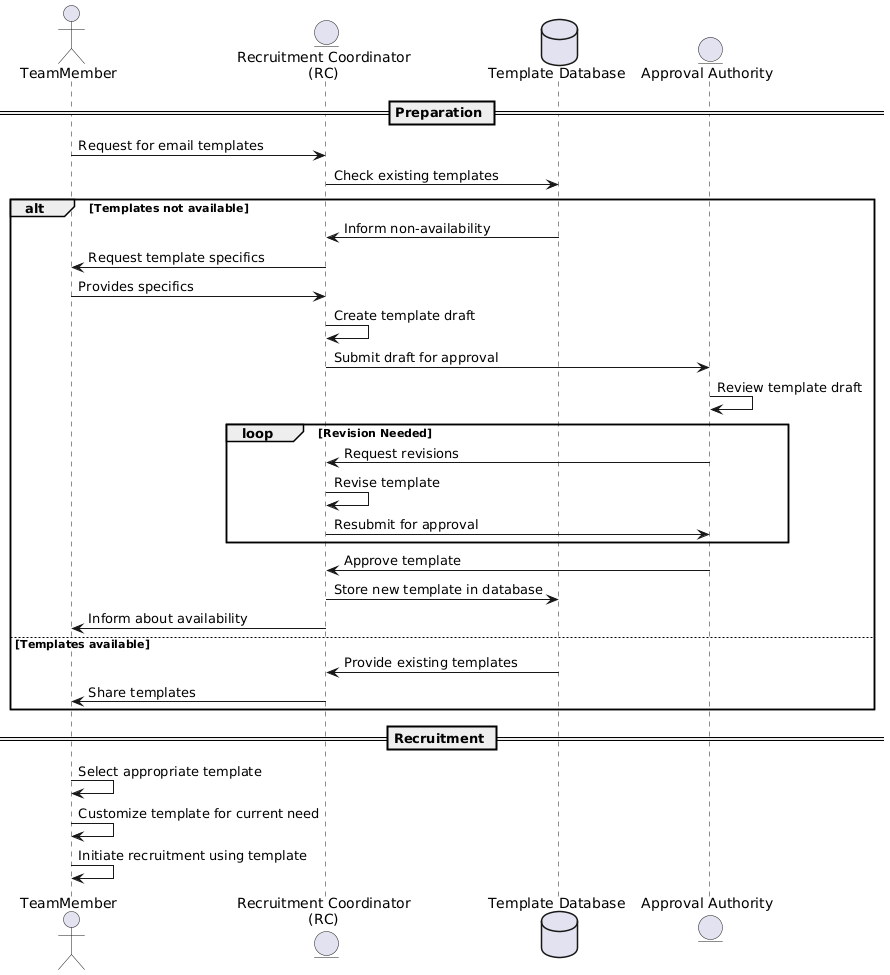 TeamMember
Recruitment Coordinator
(RC)
Template Database
Approval Authority
Preparation
Request for email templates
Check existing templates
alt
[Templates not available]
Inform non-availability
Request template specifics
Provides specifics
Create template draft
Submit draft for approval
Review template draft
loop
[Revision Needed]
Request revisions
Revise template
Resubmit for approval
Approve template
Store new template in database
Inform about availability
[Templates available]
Provide existing templates
Share templates
Recruitment
Select appropriate template
Customize template for current need
Initiate recruitment using template
TeamMember
Recruitment Coordinator
(RC)
Template Database
Approval Authority